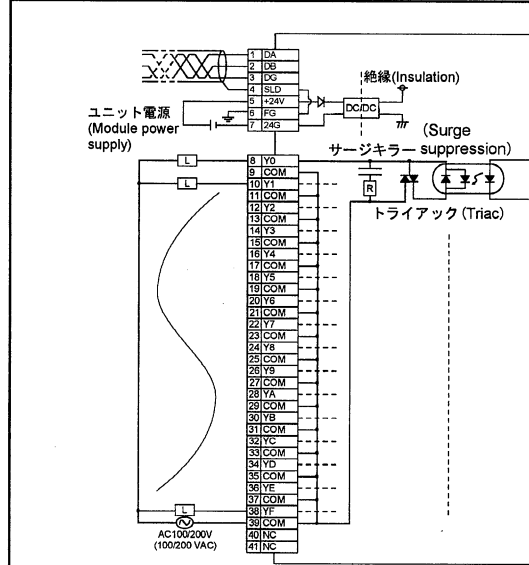 1 DA
2 DB
3 DG
4 SLD
5 +24V
6 FG
7 24G
絶縁(Insulation)
DC/DC
ユニット電源
(Module power
supply)
サージキラー (Surge
suppression)
トライアック (Triac)
R
L
L
8 Y0
9 COM
10 Y1
11 COM
12 Y2
13 COM
14 Y3
15 COM
16 Y4
17 COM
18 Y5
19 COM
20 Y6
21 COM
22 Y7
23 COM
24 Y8
25 COM
26 Y9
27 COM
28 YA
29 COM
30 YB
31 COM
32 YC
33 COM
34 YD
35 COM
36 YE
37 COM
38 YF
39 COM
40 NC
41 NC
L
AC100/200V
(100/200 VAC)